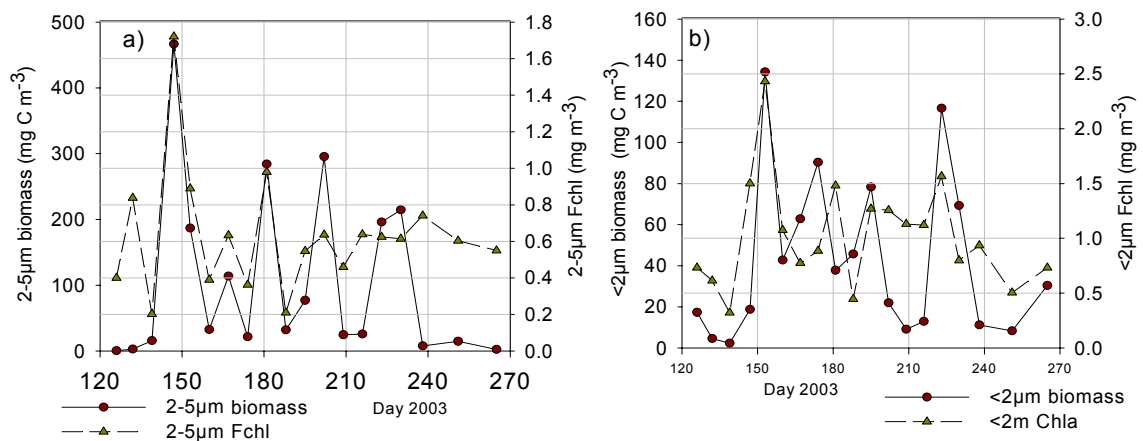 a)
2-5µm biomass (mg C m-3)
500
400
300
200
100
0
2-5µm Fchl (mg m-3)
1.8
1.6
1.4
1.2
1.0
0.8
0.6
0.4
0.2
0.0
120 150 180 210 240 270
Day 2003
2-5µm biomass
2-5µm Fchl
b)
<2µm biomass (mg C m-3)
160
140
120
100
80
60
40
20
0
<2µm Fchl (mg m-3)
3.0
2.5
2.0
1.5
1.0
0.5
0.0
120 150 180 210 240 270
Day 2003
<2µm biomass
<2m Chla